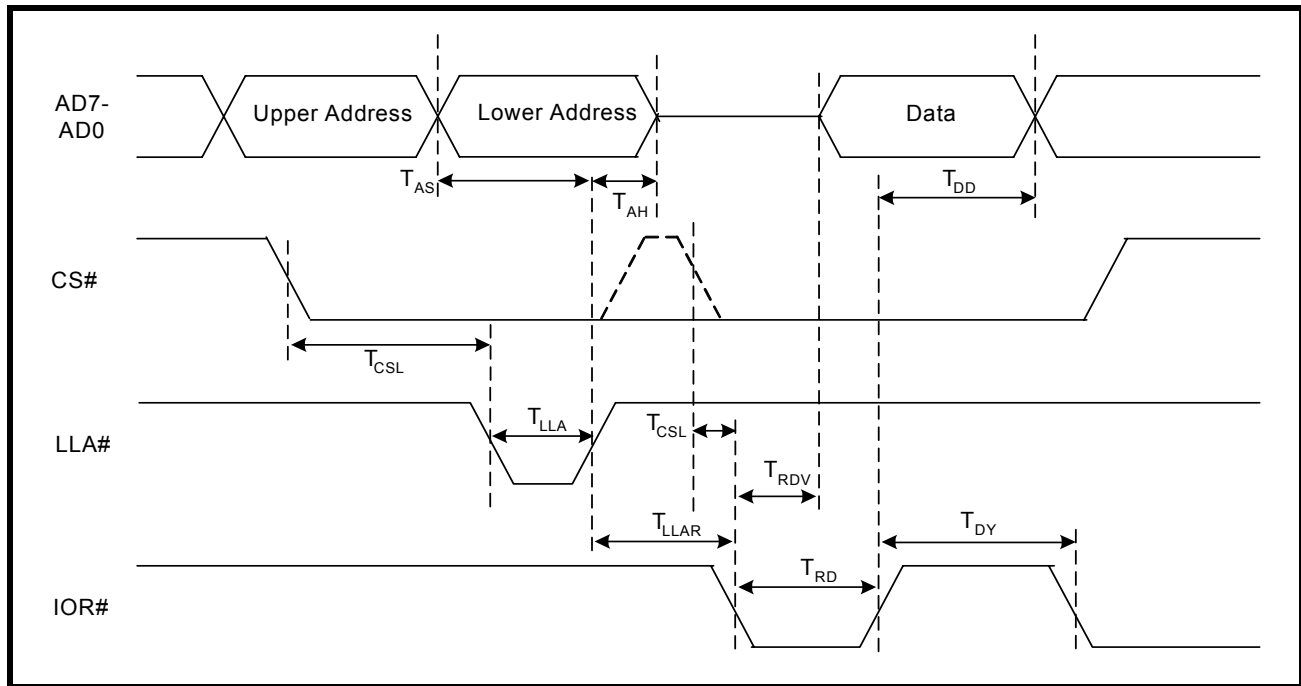 AD7-
AD0
Upper Address
Lower Address
Data
TAS
TAH
TDD
CS#
TCSL
LLA#
TLLA
TCSL
TRDV
TLLAR
TDY
IOR#
TRD